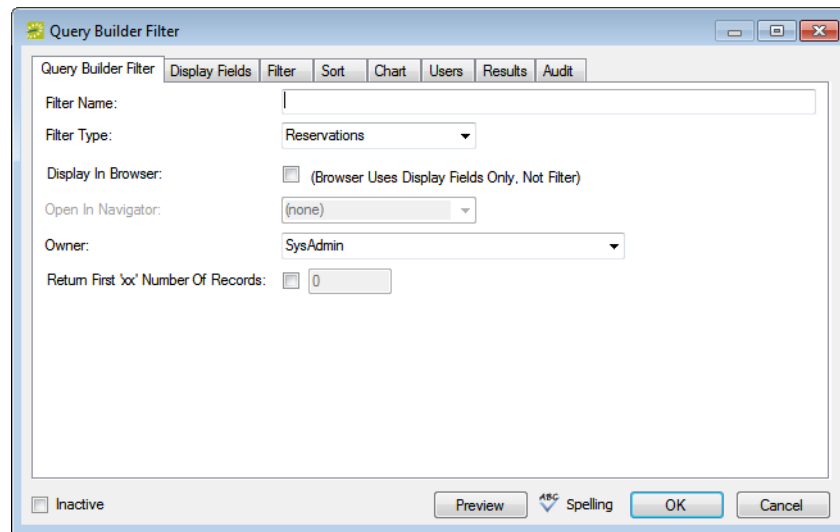 Query Builder Filter
Query Builder Filter Display Fields Filter Sort Chart Users Results Audit
Filter Name:
Filter Type: Reservations
Display In Browser: (Browser Uses Display Fields Only, Not Filter)
Open In Navigator: (none)
Owner: SysAdmin
Return First 'xx' Number Of Records: 0
Inactive Preview ABC Spelling OK Cancel